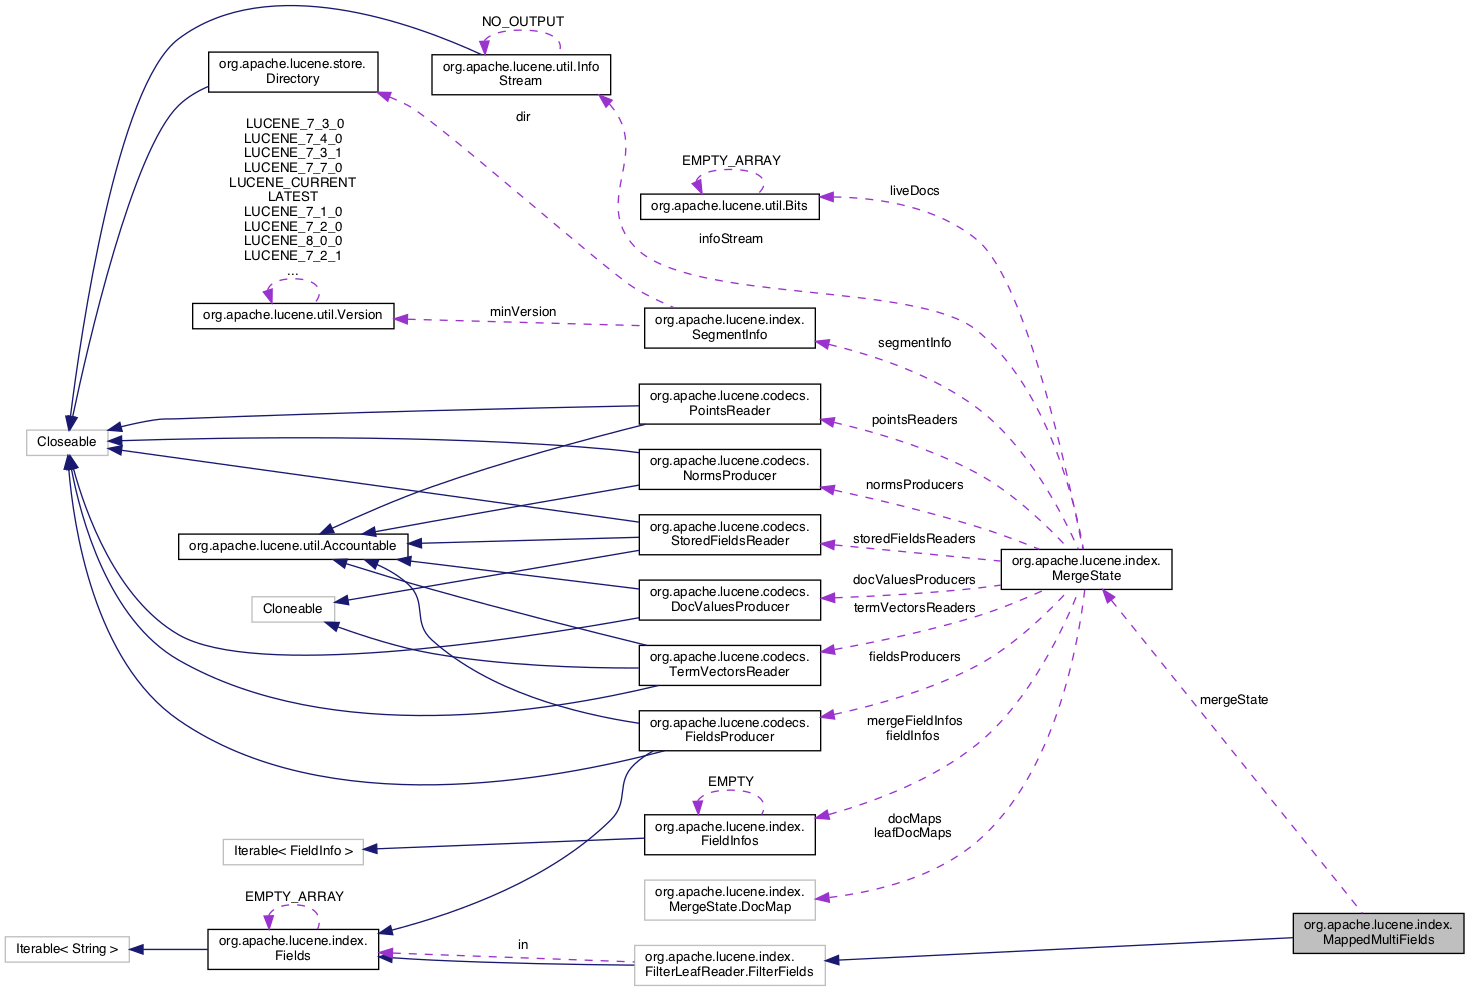 NO_OUTPUT
org.apache.lucene.store.
Directory
org.apache.lucene.util.Info
Stream
dir
LUCENE_7_3_0
LUCENE_7_4_0
LUCENE_7_3_1
LUCENE_7_7_0
LUCENE_CURRENT
LATEST
LUCENE_7_1_0
LUCENE_7_2_0
LUCENE_8_0_0
LUCENE_7_2_1
...
EMPTY_ARRAY
org.apache.lucene.util.Bits
liveDocs
infoStream
org.apache.lucene.util.Version
minVersion
org.apache.lucene.index.
SegmentInfo
segmentInfo
org.apache.lucene.codecs.
PointsReader
pointsReaders
Closeable
org.apache.lucene.codecs.
NormsProducer
normsProducers
org.apache.lucene.util.Accountable
org.apache.lucene.codecs.
StoredFieldsReader
storedFieldsReaders
org.apache.lucene.index.
MergeState
Cloneable
org.apache.lucene.codecs.
DocValuesProducer
docValuesProducers
termVectorsReaders
org.apache.lucene.codecs.
TermVectorsReader
fieldsProducers
mergeState
org.apache.lucene.codecs.
FieldsProducer
mergeFieldInfos
fieldInfos
EMPTY
org.apache.lucene.index.
FieldInfos
docMaps
leafDocMaps
Iterable< FieldInfo >
org.apache.lucene.index.
MergeState.DocMap
EMPTY_ARRAY
Iterable< String >
org.apache.lucene.index.
Fields
in
org.apache.lucene.index.
FilterLeafReader.FilterFields
org.apache.lucene.index.
MappedMultiFields